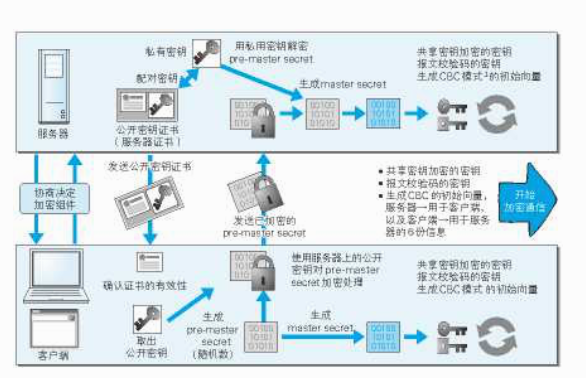 私有密钥
用私用密钥解密
pre-master secret
共享密钥加密的密钥
报文校验码的密钥
生成CBC 模式¹的初始向量
配对密钥
生成master secret
服务器
公开密钥证书
(服务器证书)
发送公开密钥证书
协商决定
加密组件
发送已加密的
pre-master secret
▪ 共享密钥加密的密钥
▪ 报文校验码的密钥
▪ 生成CBC 的初始向量,
服务器→用于客户端、
以及客户端→用于服务
器的6份信息
开始
加密通信
确认证书的有效性
使用服务器上的公开
密钥对 pre-master
secret 加密处理
共享密钥加密的密钥
报文校验码的密钥
生成CBC 模式 的初始向量
客户端
取出
公开密钥
生成
pre-master
secret
(随机数)
生成
master secret